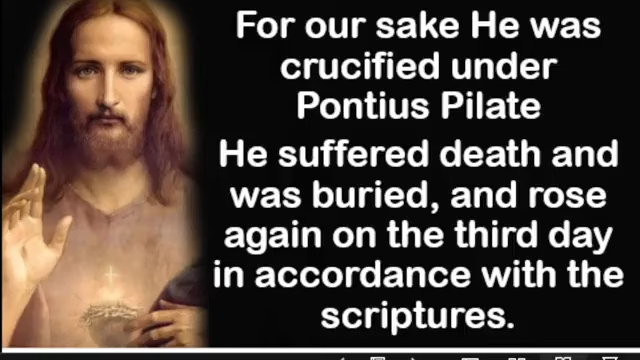 For our sake He was
crucified under
Pontius Pilate
He suffered death and
was buried, and rose
again on the third day
in accordance with the
scriptures.